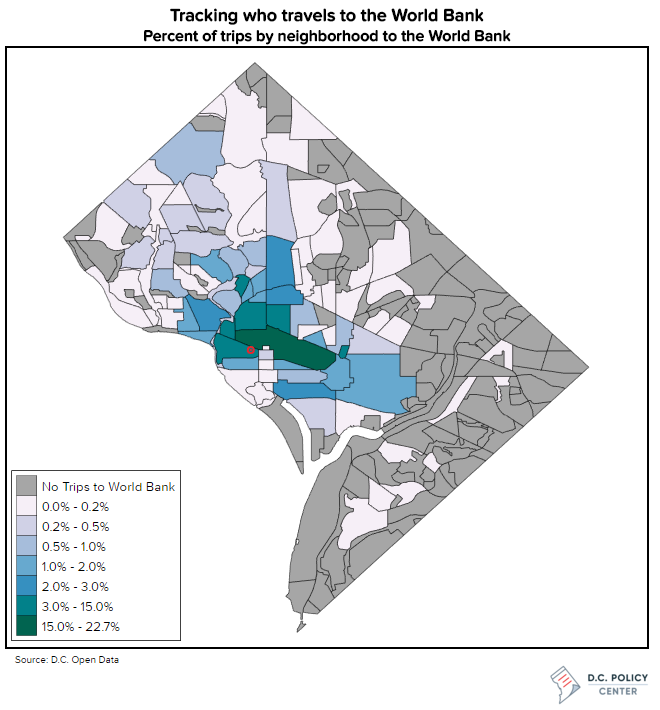 Tracking who travels to the World Bank
Percent of trips by neighborhood to the World Bank
No Trips to World Bank
0.0% - 0.2%
0.2% - 0.5%
0.5% - 1.0%
1.0% - 2.0%
2.0% - 3.0%
3.0% - 15.0%
15.0% - 22.7%
Source: D.C. Open Data
D.C. POLICY
CENTER